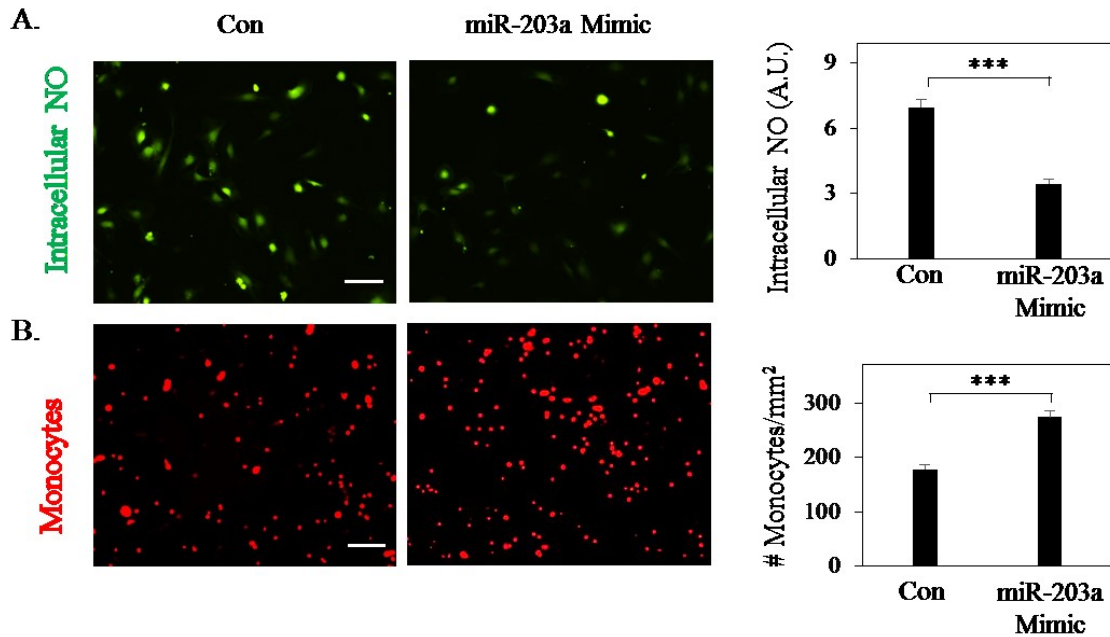 A.
Con
miR-203a Mimic
Intracellular NO
Intracellular NO (A.U.)
9
6
3
0
***
Con
miR-203a
Mimic
B.
Monocytes
# Monocytes/mm²
300
200
100
0
***
Con
miR-203a
Mimic